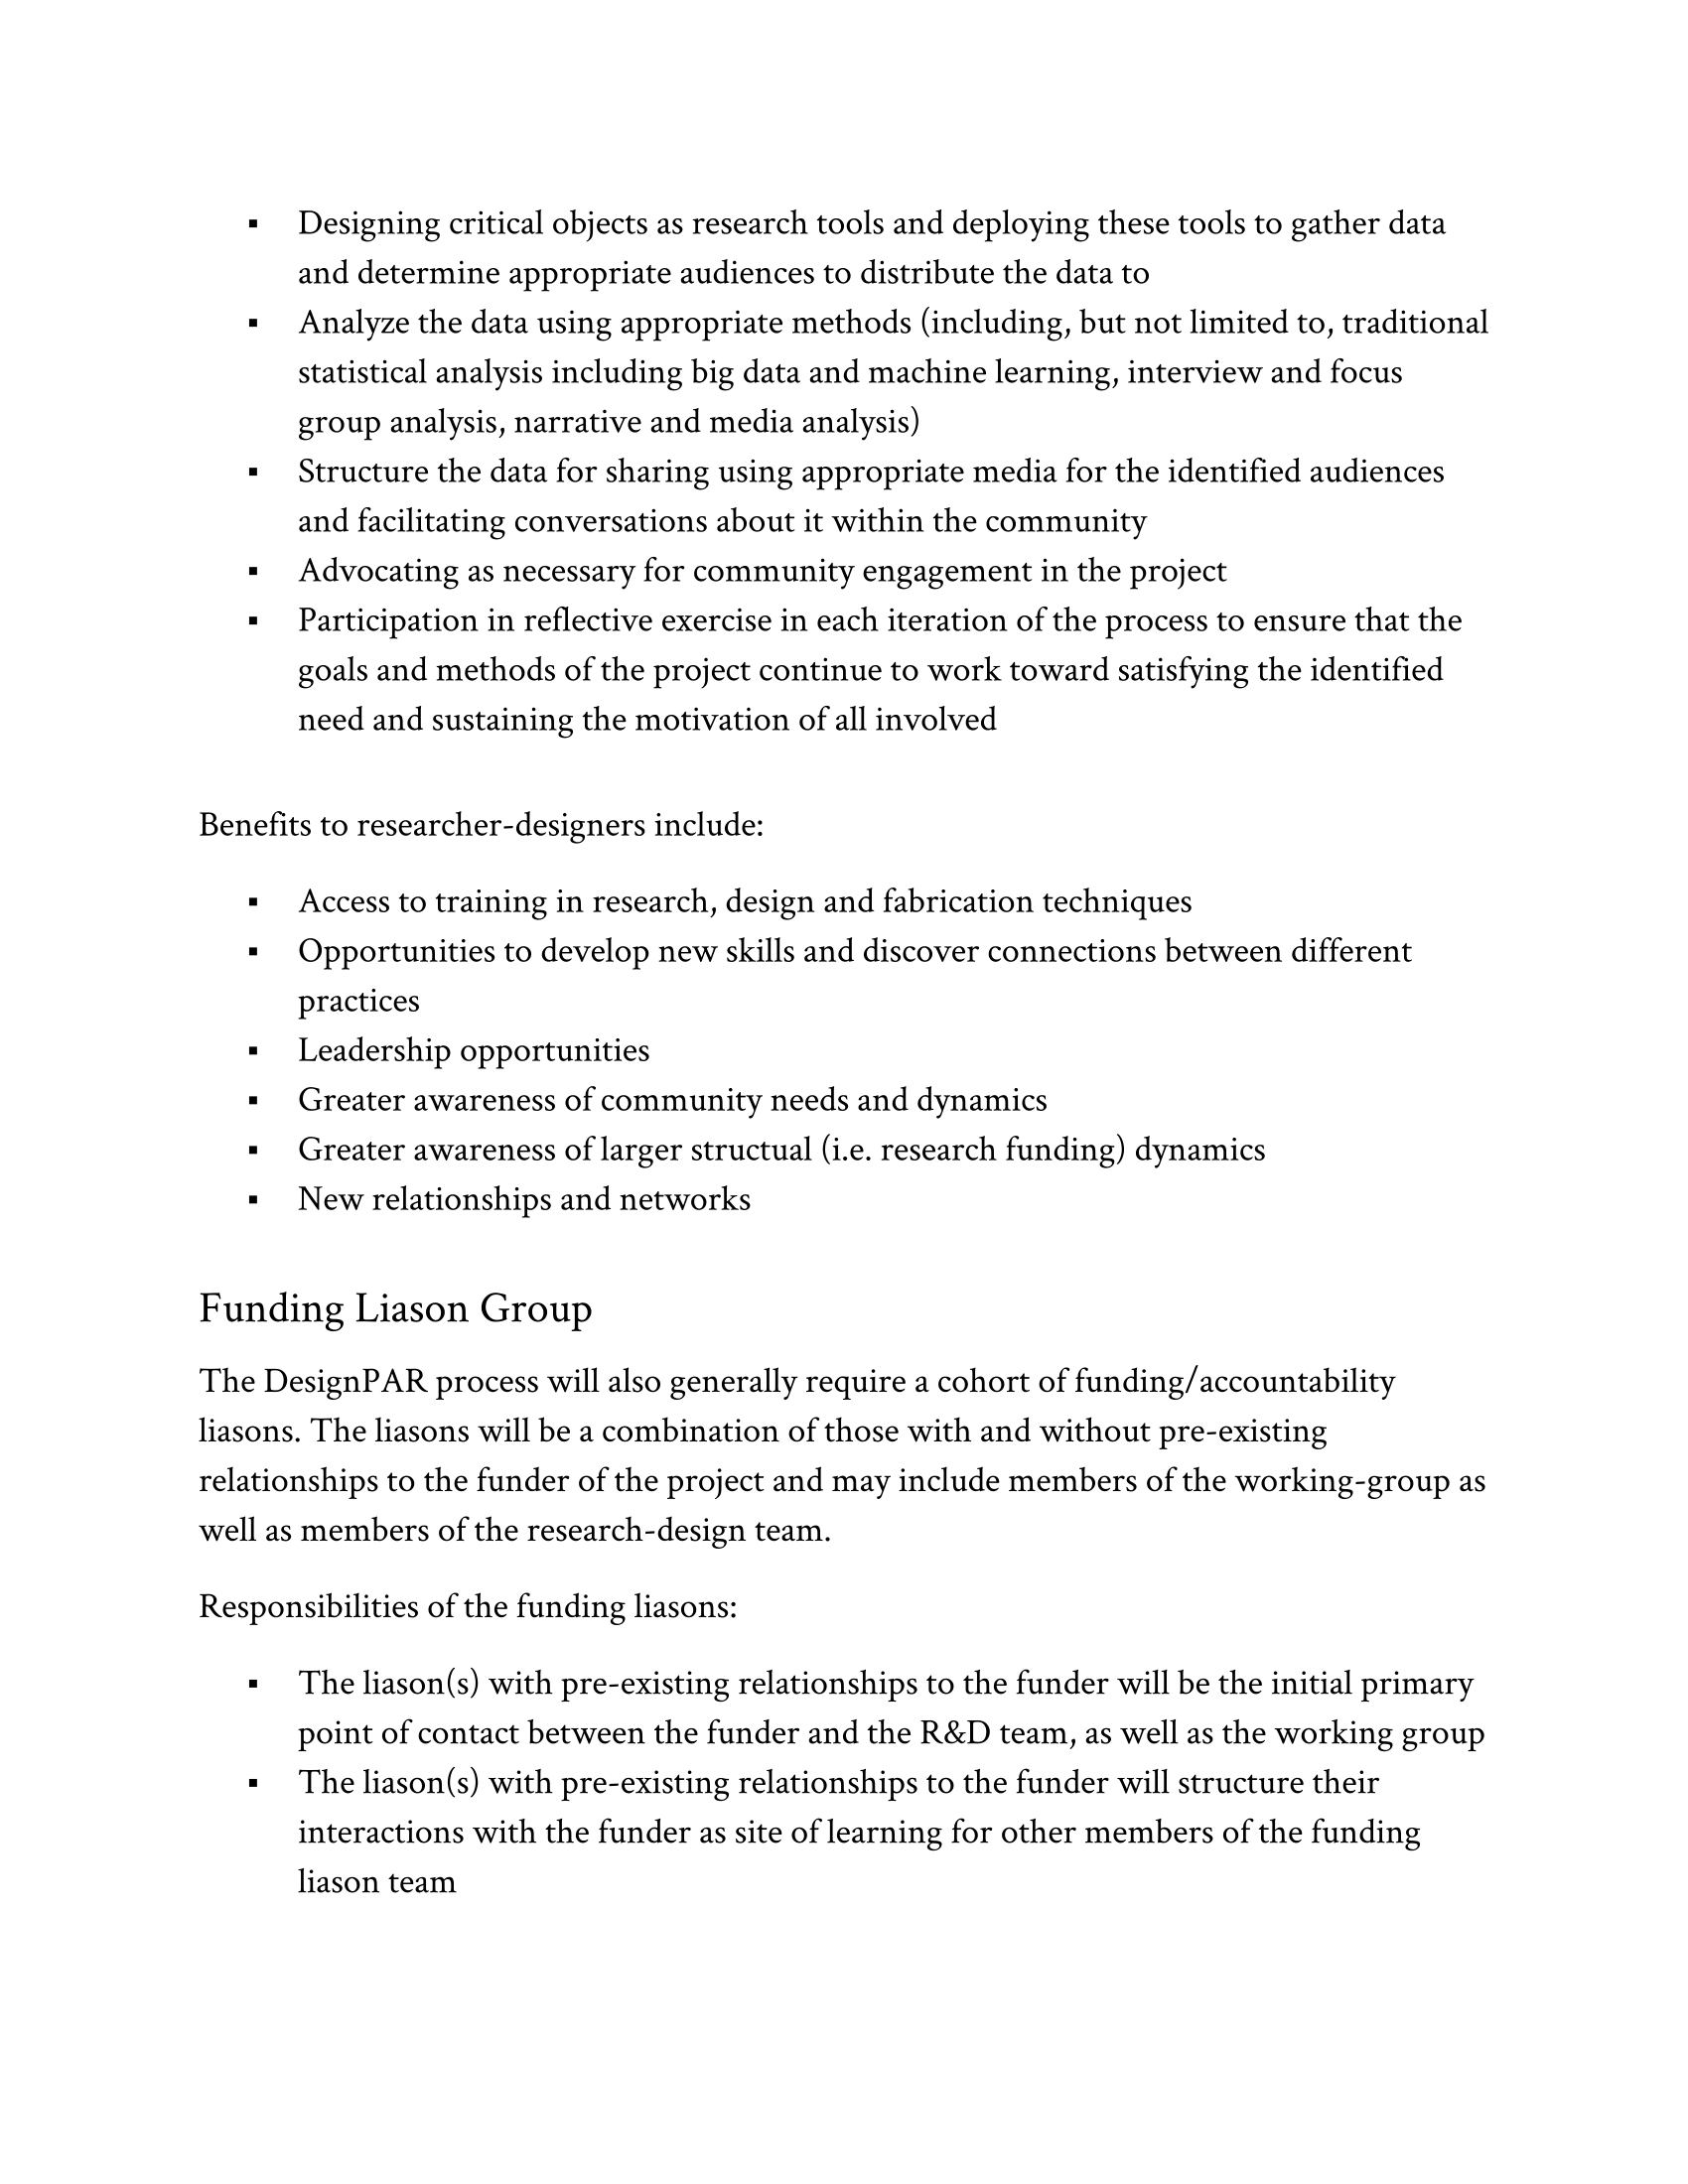 ▪ Designing critical objects as research tools and deploying these tools to gather data
and determine appropriate audiences to distribute the data to
▪ Analyze the data using appropriate methods (including, but not limited to, traditional
statistical analysis including big data and machine learning, interview and focus
group analysis, narrative and media analysis)
▪ Structure the data for sharing using appropriate media for the identified audiences
and facilitating conversations about it within the community
▪ Advocating as necessary for community engagement in the project
▪ Participation in reflective exercise in each iteration of the process to ensure that the
goals and methods of the project continue to work toward satisfying the identified
need and sustaining the motivation of all involved
Benefits to researcher-designers include:
▪ Access to training in research, design and fabrication techniques
▪ Opportunities to develop new skills and discover connections between different
practices
▪ Leadership opportunities
▪ Greater awareness of community needs and dynamics
▪ Greater awareness of larger structual (i.e. research funding) dynamics
▪ New relationships and networks
Funding Liason Group
The DesignPAR process will also generally require a cohort of funding/accountability
liasons. The liasons will be a combination of those with and without pre-existing
relationships to the funder of the project and may include members of the working-group as
well as members of the research-design team.
Responsibilities of the funding liasons:
▪ The liason(s) with pre-existing relationships to the funder will be the initial primary
point of contact between the funder and the R&D team, as well as the working group
▪ The liason(s) with pre-existing relationships to the funder will structure their
interactions with the funder as site of learning for other members of the funding
liason team